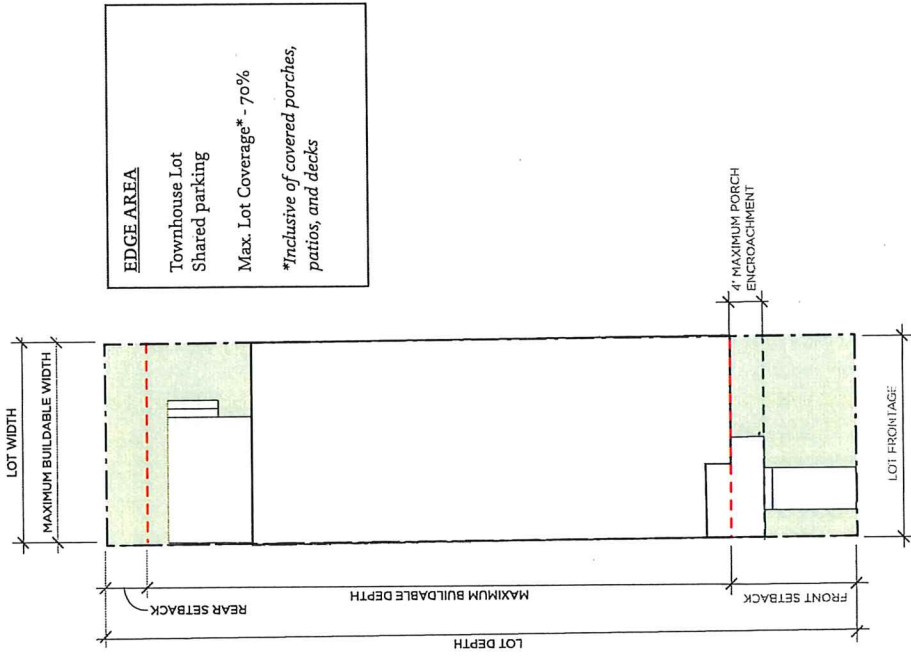 EDGE AREA
Townhouse Lot
Shared parking
Max. Lot Coverage* - 70%
*Inclusive of covered porches,
patios, and decks
LOT WIDTH
MAXIMUM BUILDABLE WIDTH
REAR SETBACK
MAXIMUM BUILDABLE DEPTH
LOT DEPTH
FRONT SETBACK
4' MAXIMUM PORCH
ENCROACHMENT
LOT FRONTAGE